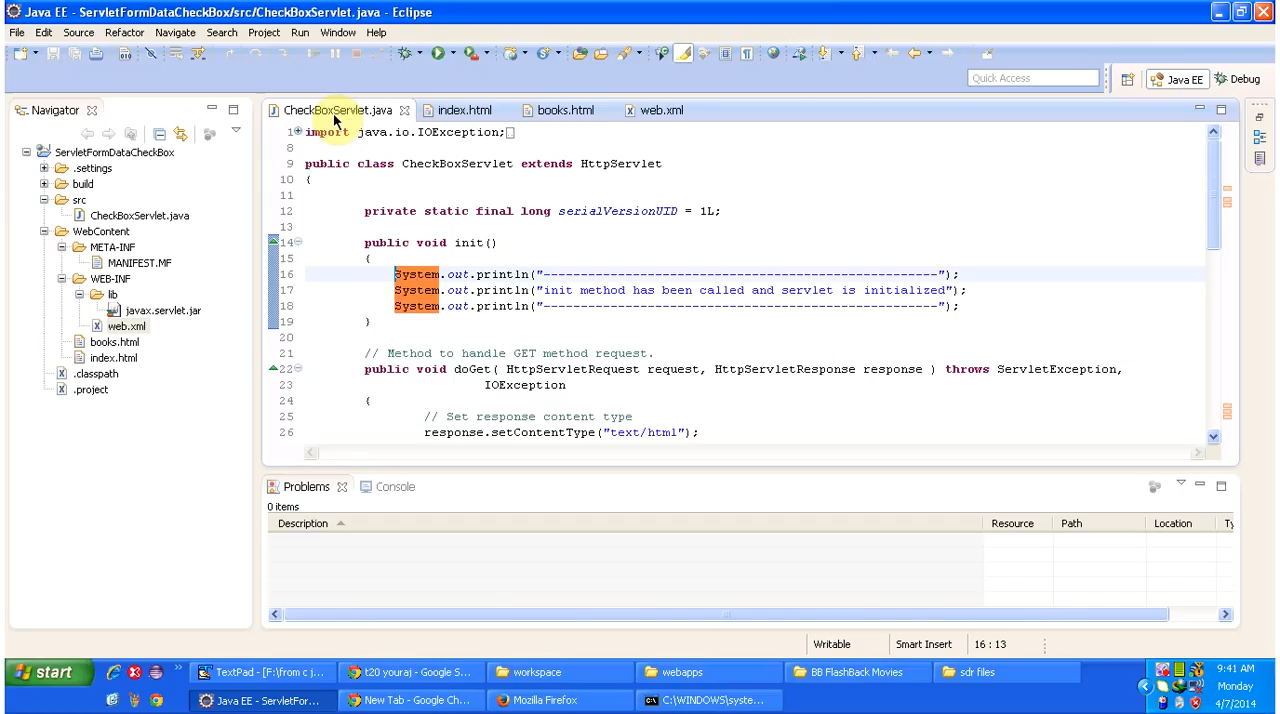 Java EE - ServletFormDataCheckBox/src/CheckBoxServlet.java - Eclipse
File Edit Source Refactor Navigate Search Project Run Window Help
Quick Access
Java EE
Debug
Navigator
CheckBoxServlet.java
index.html
books.html
web.xml
ServletFormDataCheckBox
.settings
build
src
CheckBoxServlet.java
WebContent
META-INF
MANIFEST.MF
WEB-INF
lib
javax.servlet.jar
web.xml
books.html
index.html
.classpath
.project
1 import java.io.IOException;
8
9 public class CheckBoxServlet extends HttpServlet
10 {
11
12 private static final long serialVersionUID = 1L;
13
14 public void init()
15 {
16 System.out.println("-----------------------------------------------------");
17 System.out.println("init method has been called and servlet is initialized");
18 System.out.println("-----------------------------------------------------");
19 }
20
21 // Method to handle GET method request.
22 public void doGet( HttpServletRequest request, HttpServletResponse response ) throws ServletException,
23 IOException
24 {
25 // Set response content type
26 response.setContentType("text/html");
Problems
Console
0 items
Description Resource Path Location Ty
Writable Smart Insert 16 : 13
start
TextPad - [F:\from c j...
t20 youraj - Google S...
workspace
webapps
BB FlashBack Movies
sdr files
Java EE - ServletFor...
New Tab - Google Ch...
Mozilla Firefox
C:\WINDOWS\syste...
9:41 AM
Monday
4/7/2014